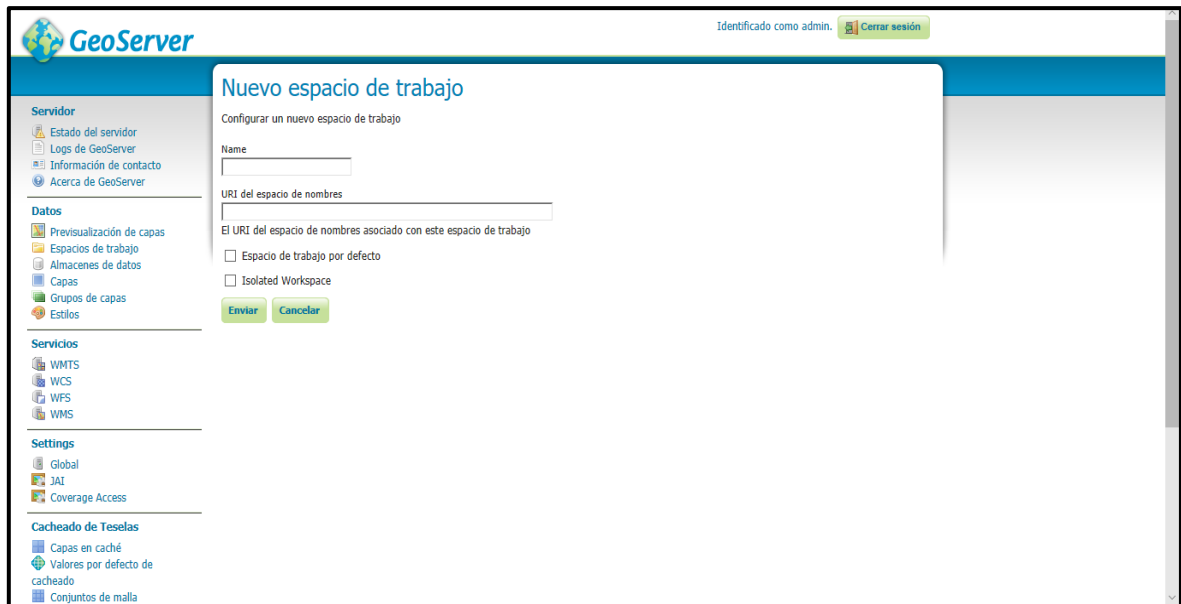 GeoServer
Identificado como admin.
Cerrar sesión
Servidor
Estado del servidor
Logs de GeoServer
Información de contacto
Acerca de GeoServer
Datos
Previsualización de capas
Espacios de trabajo
Almacenes de datos
Capas
Grupos de capas
Estilos
Servicios
WMTS
WCS
WFS
WMS
Settings
Global
JAI
Coverage Access
Cacheado de Teselas
Capas en caché
Valores por defecto de
cacheado
Conjuntos de malla
Nuevo espacio de trabajo
Configurar un nuevo espacio de trabajo
Name
URI del espacio de nombres
El URI del espacio de nombres asociado con este espacio de trabajo
Espacio de trabajo por defecto
Isolated Workspace
Enviar
Cancelar